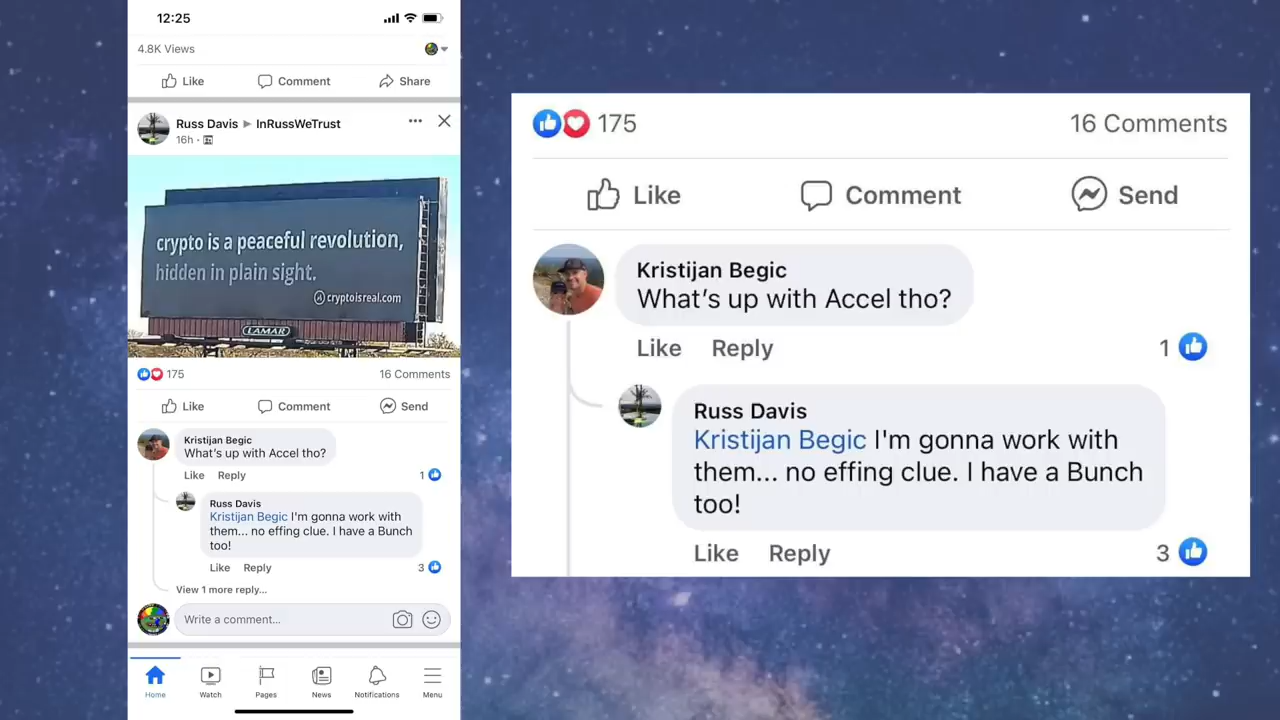 12:25
4.8K Views
Like Comment Share
Russ Davis ▶ InRussWeTrust
16h ·
crypto is a peaceful revolution,
hidden in plain sight.
cryptoisreal.com
LAMAR
175 16 Comments
Like Comment Send
Kristijan Begic
What's up with Accel tho?
Like Reply 1
Russ Davis
Kristijan Begic I'm gonna work with
them... no effing clue. I have a Bunch
too!
Like Reply 3
View 1 more reply...
Write a comment...
Home Watch Pages News Notifications Menu
175 16 Comments
Like Comment Send
Kristijan Begic
What's up with Accel tho?
Like Reply 1
Russ Davis
Kristijan Begic I'm gonna work with
them... no effing clue. I have a Bunch
too!
Like Reply 3